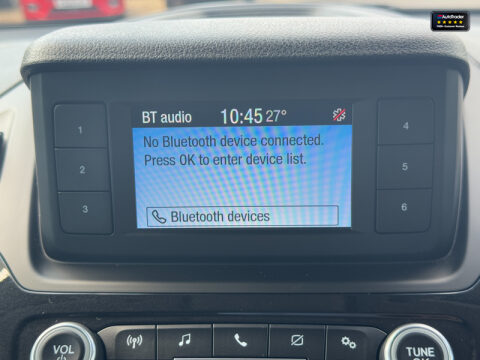 AutoTrader
BT audio 10:45 27°
No Bluetooth device connected.
Press OK to enter device list.
Bluetooth devices
1
2
3
4
5
6
VOL
TUNE
OK